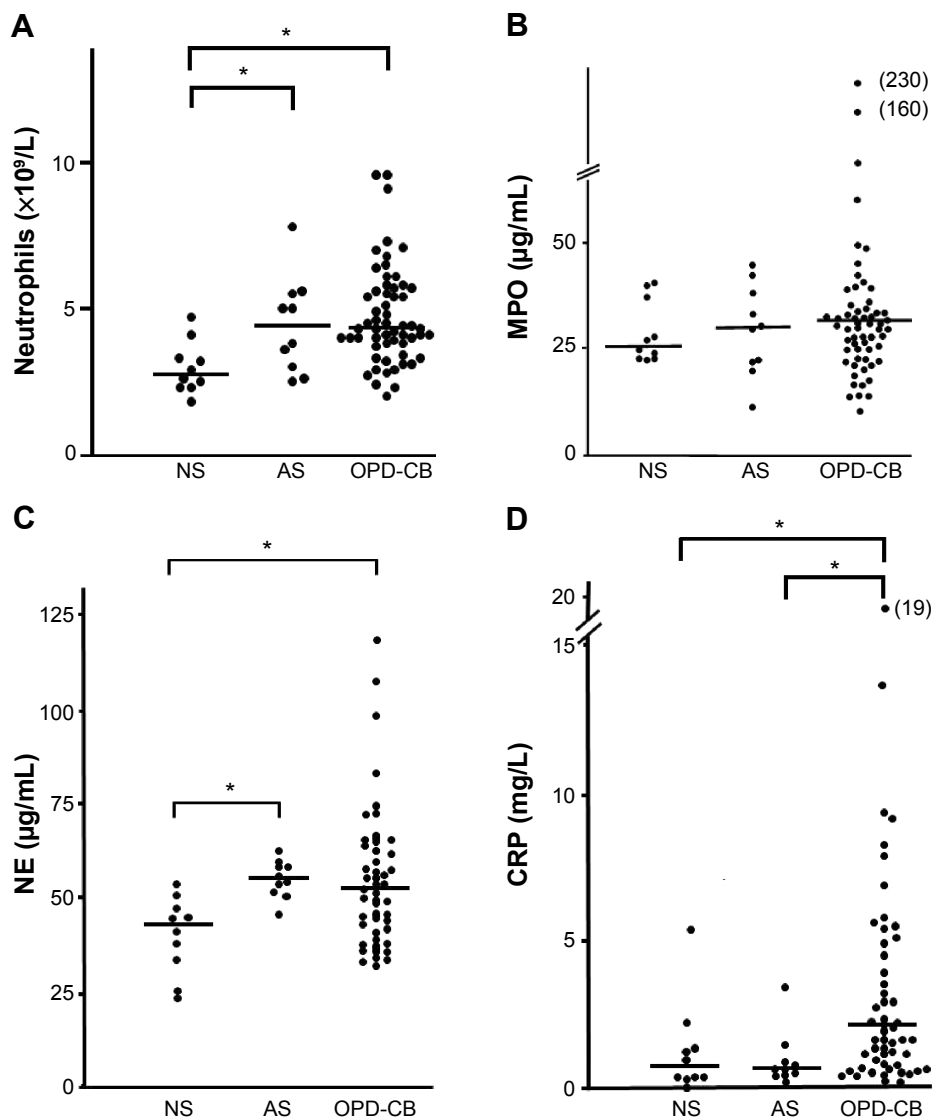 A
*
*
Neutrophils (×10⁹/L)
10
5
0
NS AS OPD-CB
B
(230)
(160)
MPO (µg/mL)
50
25
0
NS AS OPD-CB
C
*
*
NE (µg/mL)
125
100
75
50
25
0
NS AS OPD-CB
D
*
*
(19)
CRP (mg/L)
20
15
10
5
0
NS AS OPD-CB